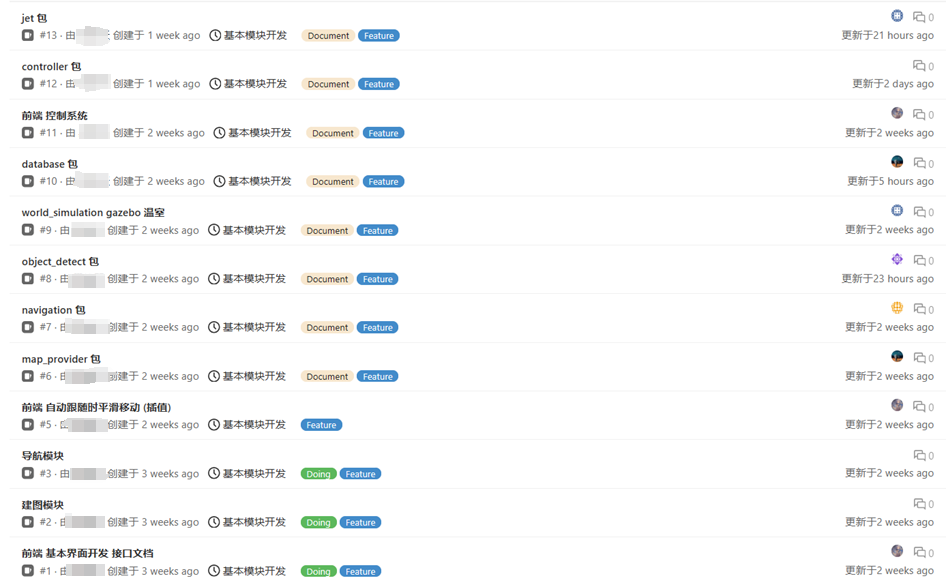 jet 包
0
#13 · 由 创建于 1 week ago 基本模块开发 Document Feature 更新于21 hours ago
controller 包
0
#12 · 由 创建于 1 week ago 基本模块开发 Document Feature 更新于2 days ago
前端 控制系统
0
#11 · 由 创建于 2 weeks ago 基本模块开发 Document Feature 更新于2 weeks ago
database 包
0
#10 · 由 创建于 2 weeks ago 基本模块开发 Document Feature 更新于5 hours ago
world_simulation gazebo 温室
0
#9 · 由 创建于 2 weeks ago 基本模块开发 Document Feature 更新于2 weeks ago
object_detect 包
0
#8 · 由 创建于 2 weeks ago 基本模块开发 Document Feature 更新于23 hours ago
navigation 包
0
#7 · 由 创建于 2 weeks ago 基本模块开发 Document Feature 更新于2 weeks ago
map_provider 包
0
#6 · 由 创建于 2 weeks ago 基本模块开发 Document Feature 更新于2 weeks ago
前端 自动跟随时平滑移动 (插值)
0
#5 · 创建于 2 weeks ago 基本模块开发 Feature 更新于2 weeks ago
导航模块
0
#3 · 由 创建于 3 weeks ago 基本模块开发 Doing Feature 更新于2 weeks ago
建图模块
0
#2 · 由 创建于 3 weeks ago 基本模块开发 Doing Feature 更新于2 weeks ago
前端 基本界面开发 接口文档
0
#1 · 由 创建于 3 weeks ago 基本模块开发 Doing Feature 更新于2 weeks ago